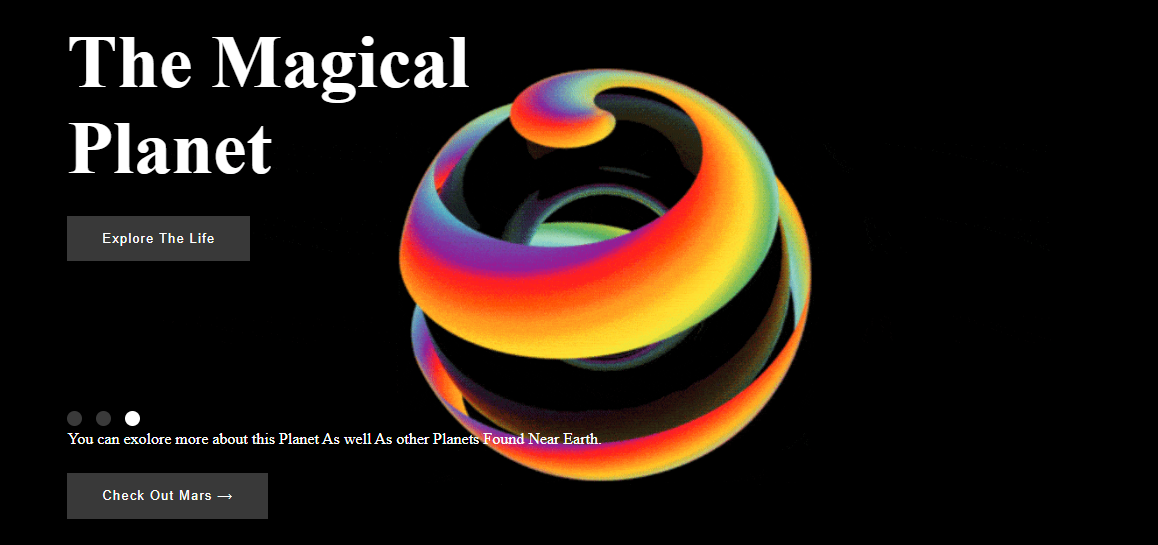 The Magical
Planet
Explore The Life
You can exolore more about this Planet As well As other Planets Found Near Earth.
Check Out Mars ⟶